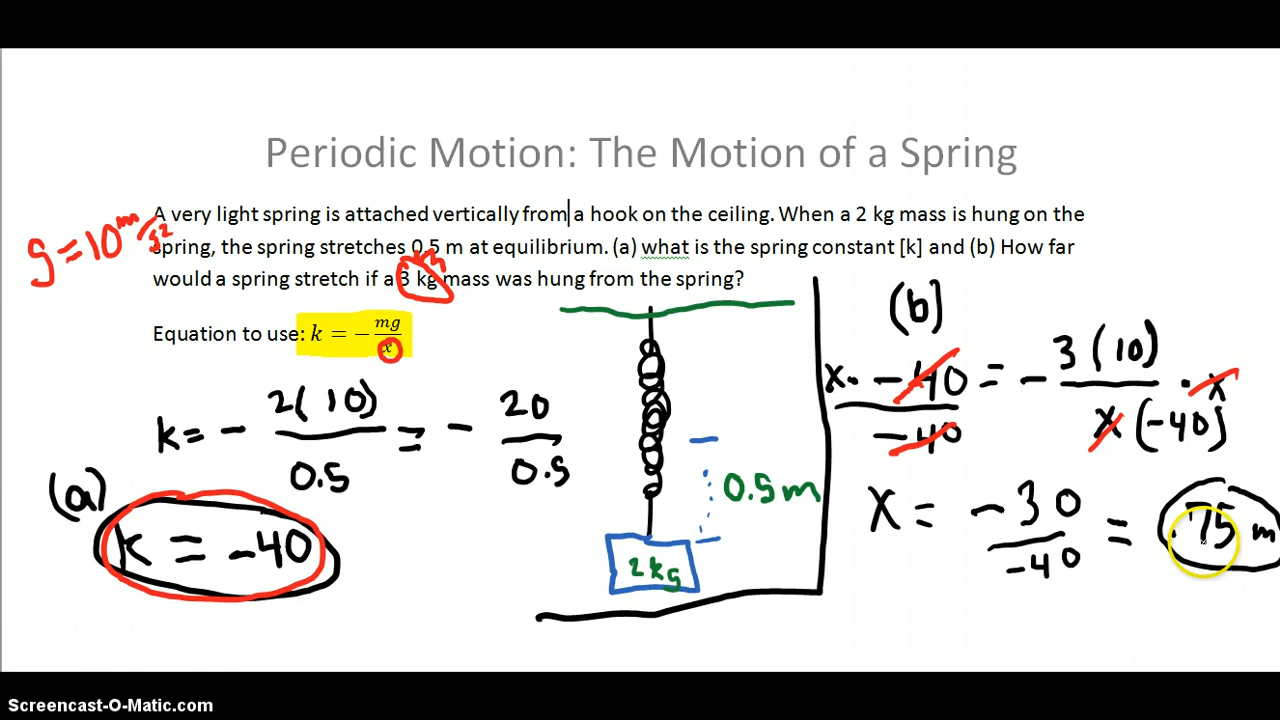 Periodic Motion: The Motion of a Spring
A very light spring is attached vertically from a hook on the ceiling. When a 2 kg mass is hung on the
spring, the spring stretches 0.5 m at equilibrium. (a) what is the spring constant [k] and (b) How far
would a spring stretch if a 3 kg mass was hung from the spring?
g = 10 m/s2
Equation to use: k = − mg/x
k = - 2(10)/0.5 = - 20/0.5
(a)
k = -40
0.5 m
2 kg
(b)
x · -40/-40 = - 3(10)/x(-40) · x
x = -30/-40 = .75 m
Screencast-O-Matic.com